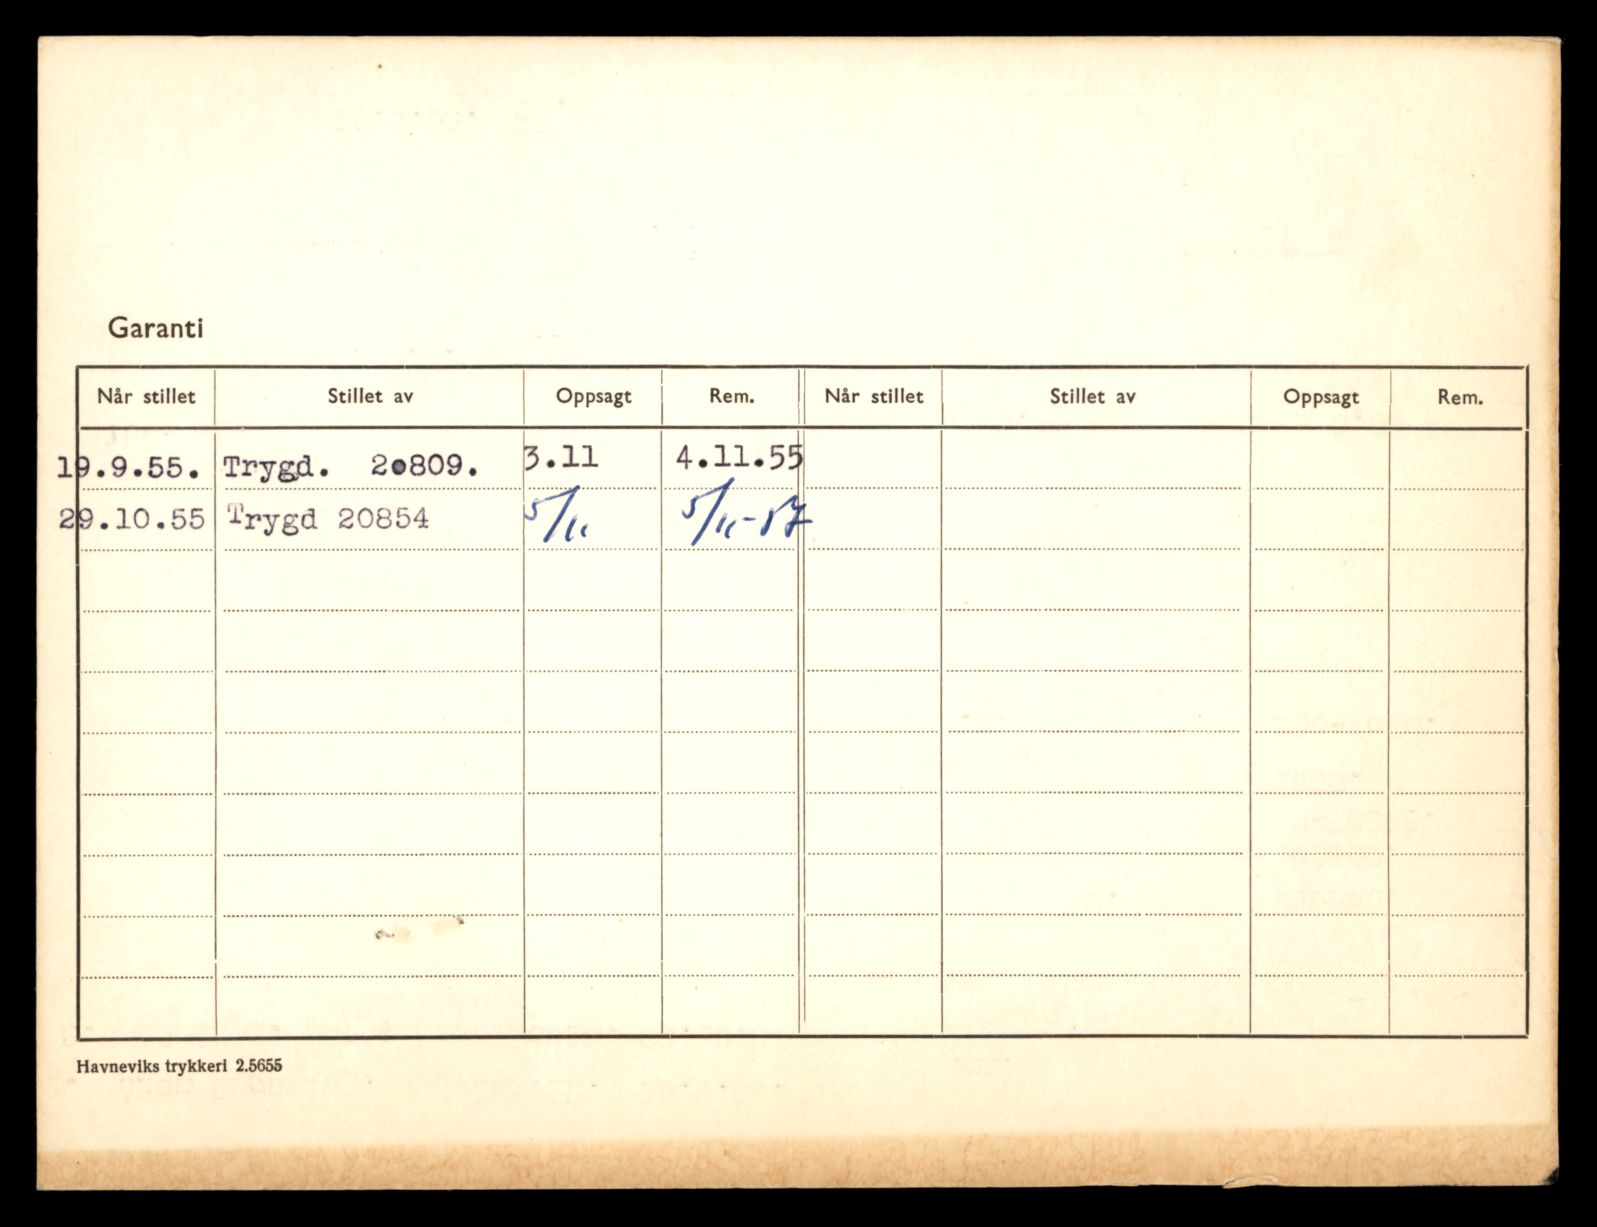 Garanti
Når stillet Stillet av Oppsagt Rem. Når stillet Stillet av Oppsagt Rem.
19.9.55. Trygd. 20809. 3.11 4.11.55
29.10.55 Trygd 20854 5/11 5/11-57
Havneviks trykkeri 2.5655